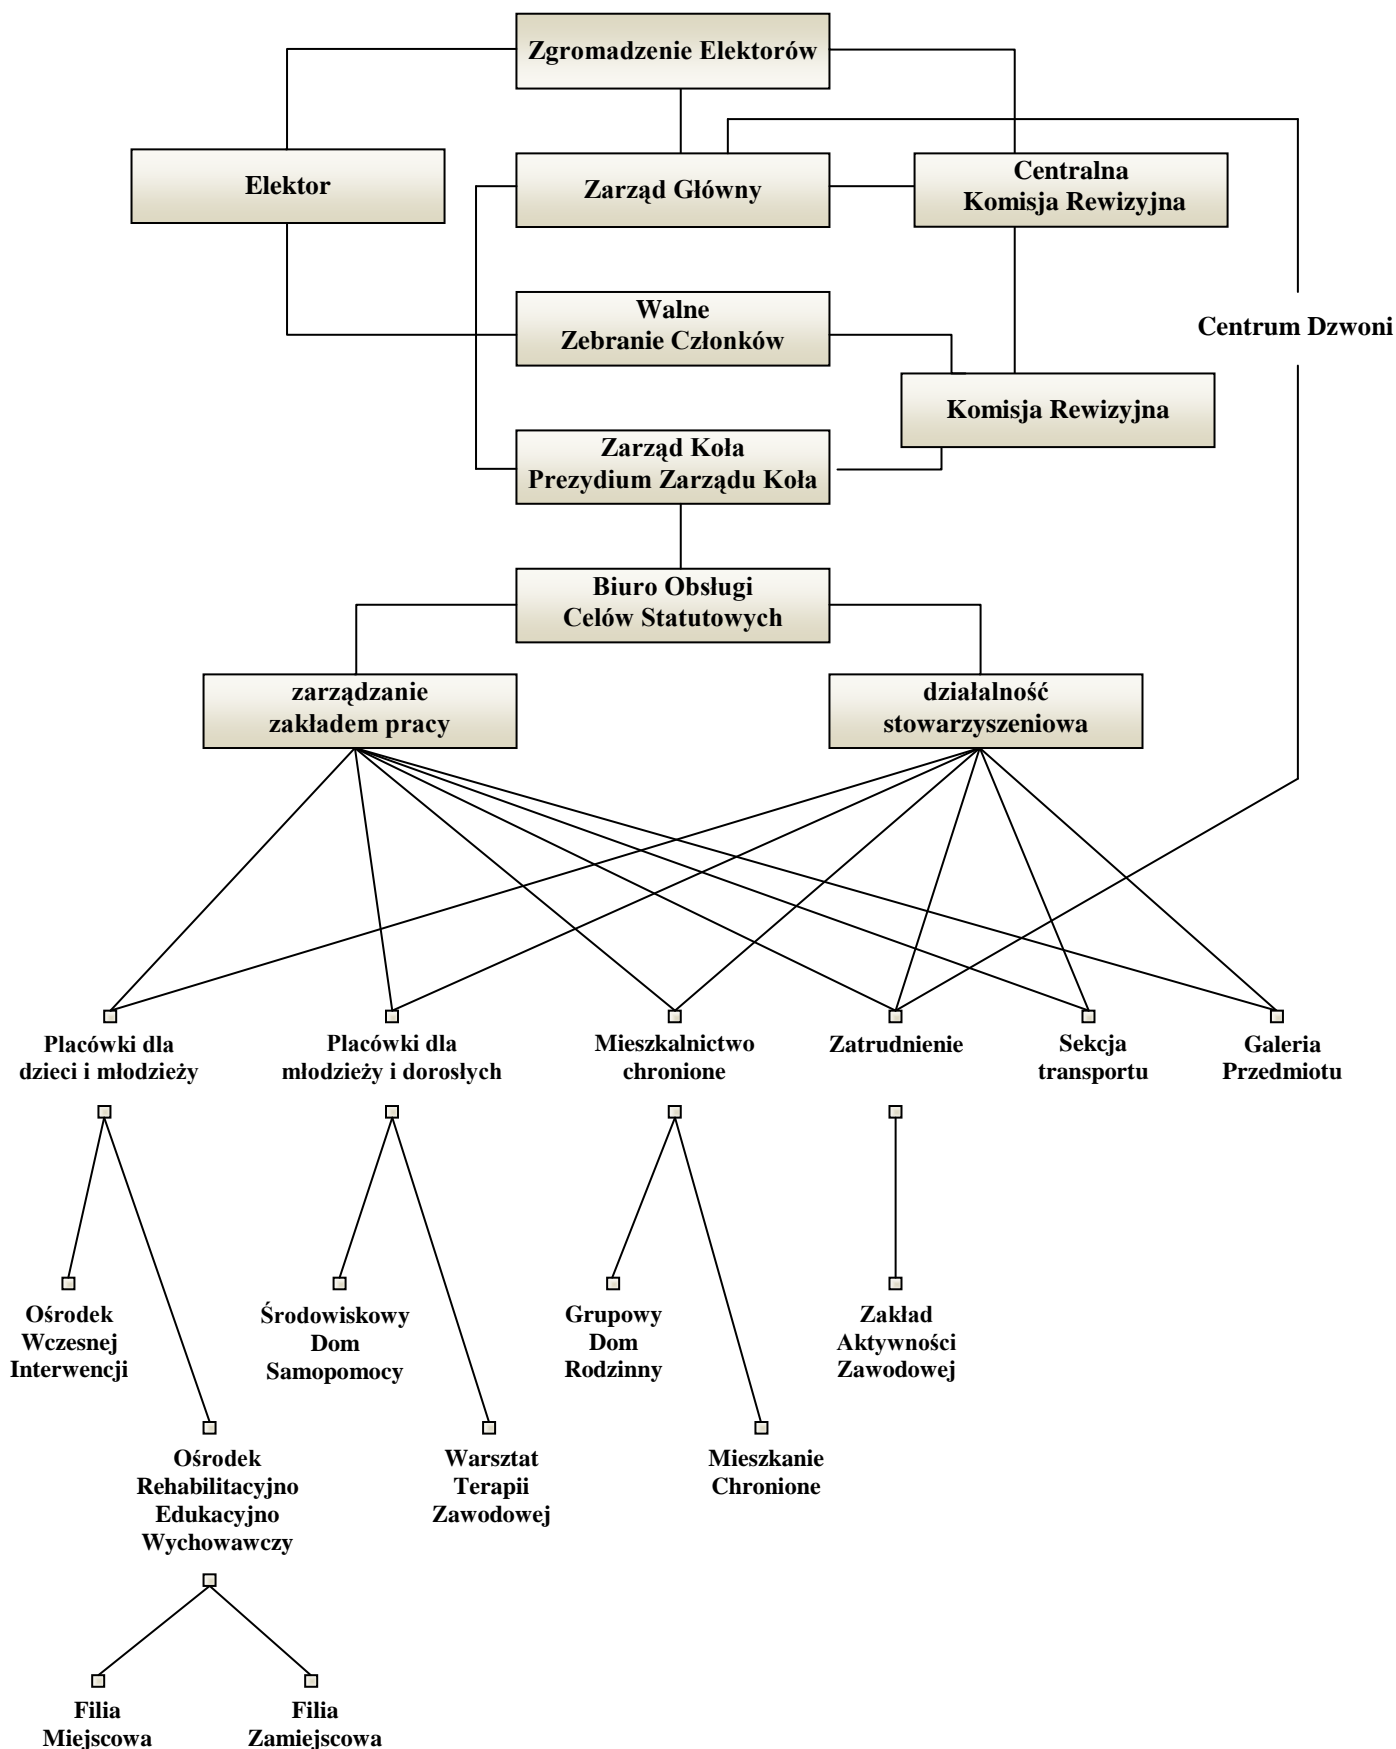 Zgromadzenie Elektorów
Elektor
Zarząd Główny
Centralna
Komisja Rewizyjna
Walne
Zebranie Członków
Centrum Dzwoni
Komisja Rewizyjna
Zarząd Koła
Prezydium Zarządu Koła
Biuro Obsługi
Celów Statutowych
zarządzanie
zakładem pracy
działalność
stowarzyszeniowa
Placówki dla
dzieci i młodzieży
Placówki dla
młodzieży i dorosłych
Mieszkalnictwo
chronione
Zatrudnienie
Sekcja
transportu
Galeria
Przedmiotu
Ośrodek
Wczesnej
Interwencji
Środowiskowy
Dom
Samopomocy
Grupowy
Dom
Rodzinny
Zakład
Aktywności
Zawodowej
Ośrodek
Rehabilitacyjno
Edukacyjno
Wychowawczy
Warsztat
Terapii
Zawodowej
Mieszkanie
Chronione
Filia
Miejscowa
Filia
Zamiejscowa